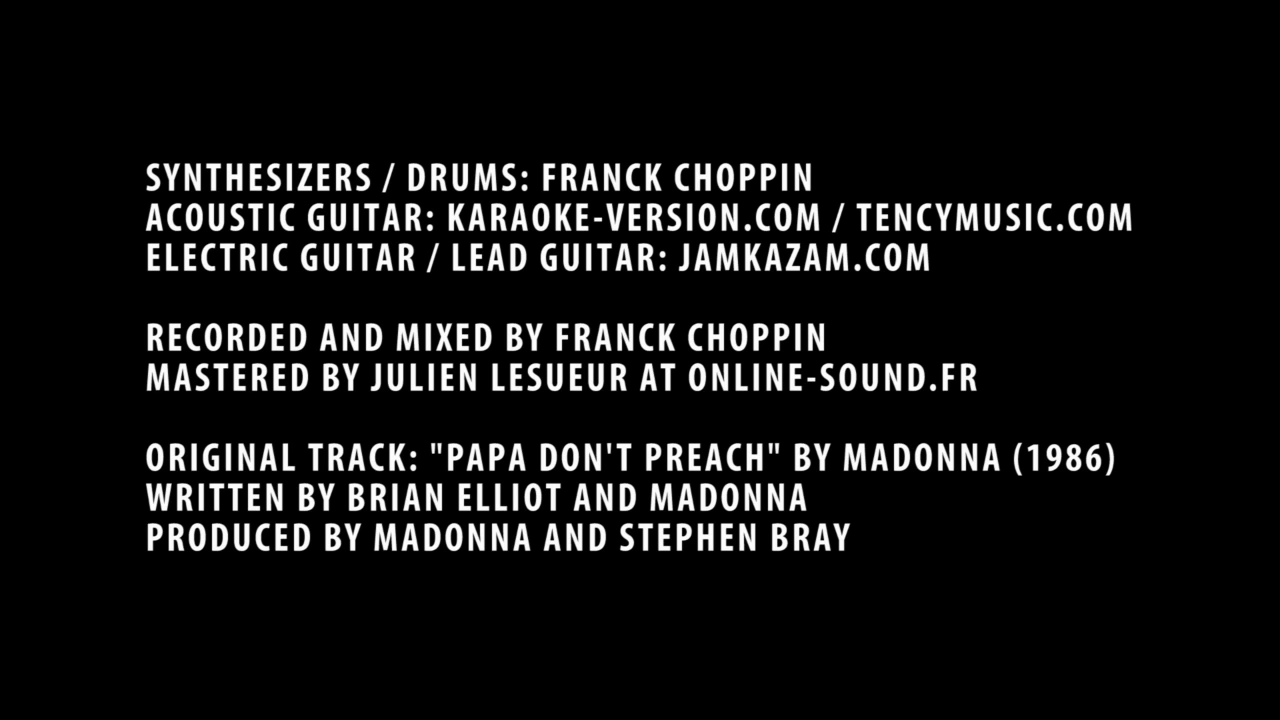 SYNTHESIZERS / DRUMS: FRANCK CHOPPIN
ACOUSTIC GUITAR: KARAOKE-VERSION.COM / TENCYMUSIC.COM
ELECTRIC GUITAR / LEAD GUITAR: JAMKAZAM.COM
RECORDED AND MIXED BY FRANCK CHOPPIN
MASTERED BY JULIEN LESUEUR AT ONLINE-SOUND.FR
ORIGINAL TRACK: "PAPA DON'T PREACH" BY MADONNA (1986)
WRITTEN BY BRIAN ELLIOT AND MADONNA
PRODUCED BY MADONNA AND STEPHEN BRAY